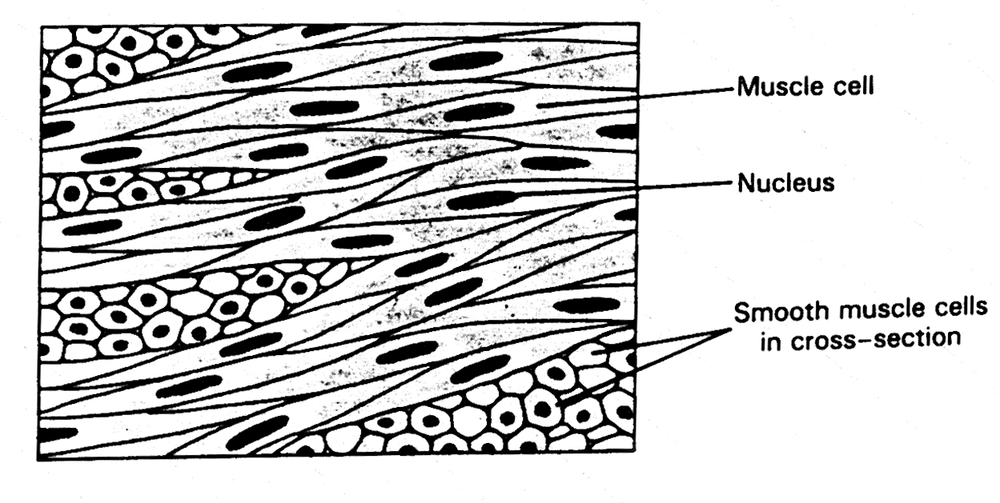 Muscle cell
Nucleus
Smooth muscle cells
in cross-section